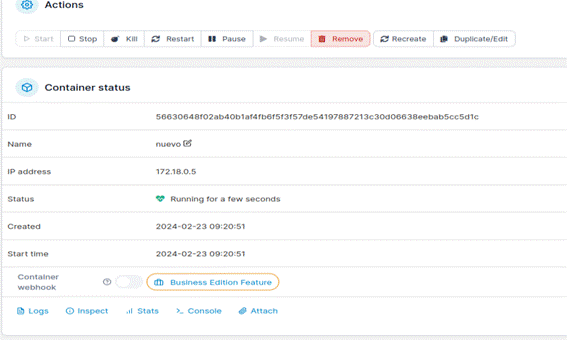 Actions
Start Stop Kill Restart Pause Resume Remove Recreate Duplicate/Edit
Container status
ID 56630648f02ab40b1af4fb6f5f3f57de54197887213c30d06638eebab5cc5d1c
Name nuevo
IP address 172.18.0.5
Status Running for a few seconds
Created 2024-02-23 09:20:51
Start time 2024-02-23 09:20:51
Container webhook Business Edition Feature
Logs Inspect Stats Console Attach